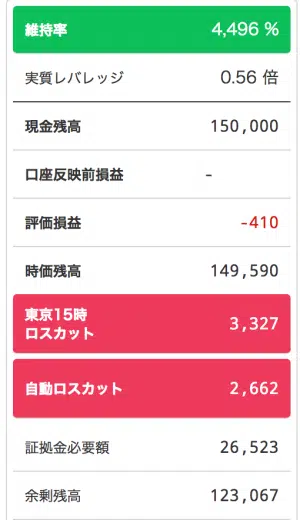 維持率 4,496 %
実質レバレッジ 0.56 倍
現金残高 150,000
口座反映前損益 -
評価損益 -410
時価残高 149,590
東京15時
ロスカット 3,327
自動ロスカット 2,662
証拠金必要額 26,523
余剰残高 123,067